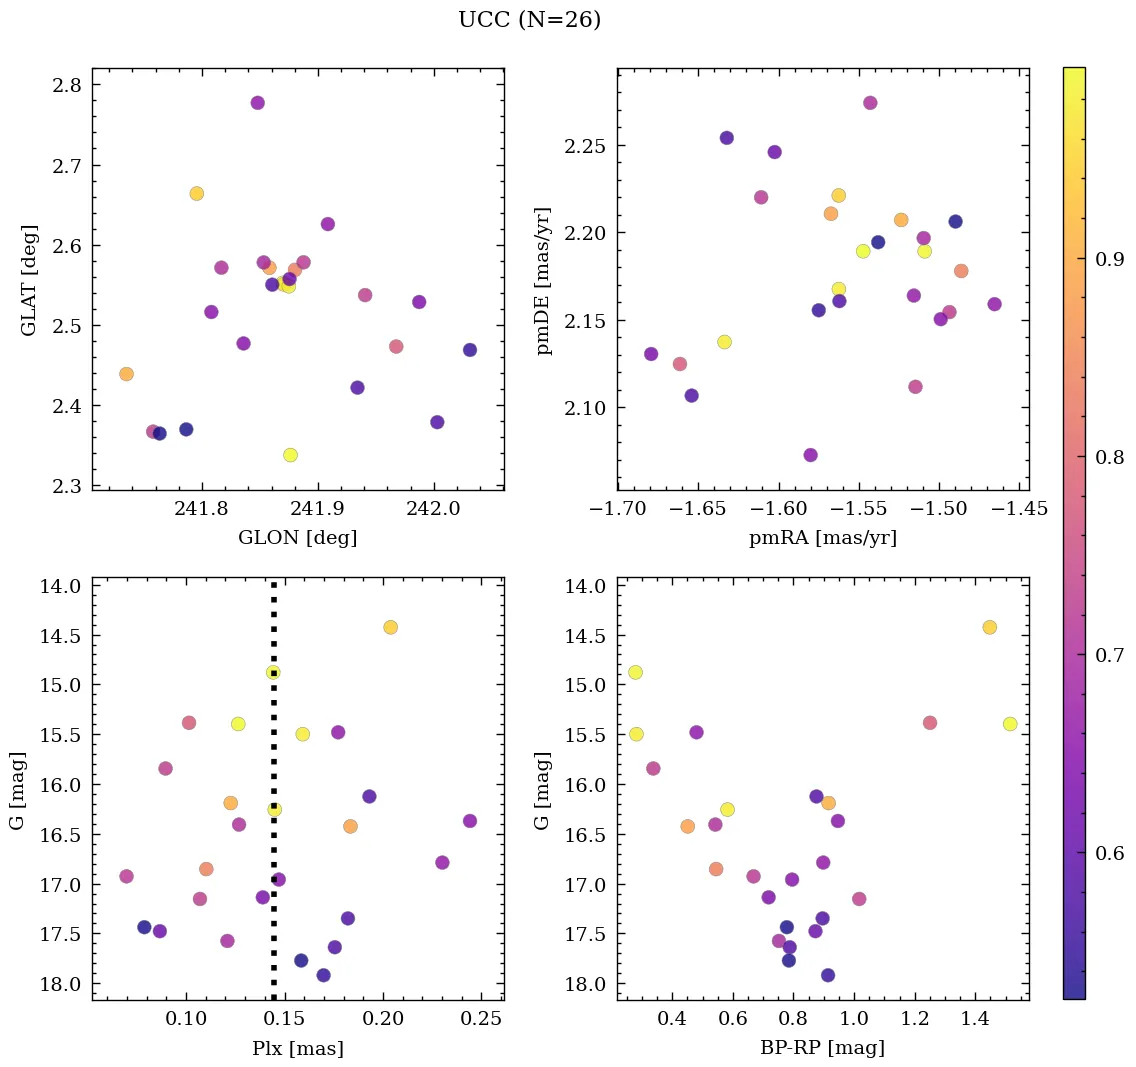 UCC (N=26)
2.8
2.7
2.6
2.5
2.4
2.3
GLAT [deg]
241.8 241.9 242.0
GLON [deg]
2.25
2.20
2.15
2.10
pmDE [mas/yr]
−1.70 −1.65 −1.60 −1.55 −1.50 −1.45
pmRA [mas/yr]
14.0
14.5
15.0
15.5
16.0
16.5
17.0
17.5
18.0
G [mag]
0.10 0.15 0.20 0.25
Plx [mas]
14.0
14.5
15.0
15.5
16.0
16.5
17.0
17.5
18.0
G [mag]
0.4 0.6 0.8 1.0 1.2 1.4
BP-RP [mag]
0.9
0.8
0.7
0.6